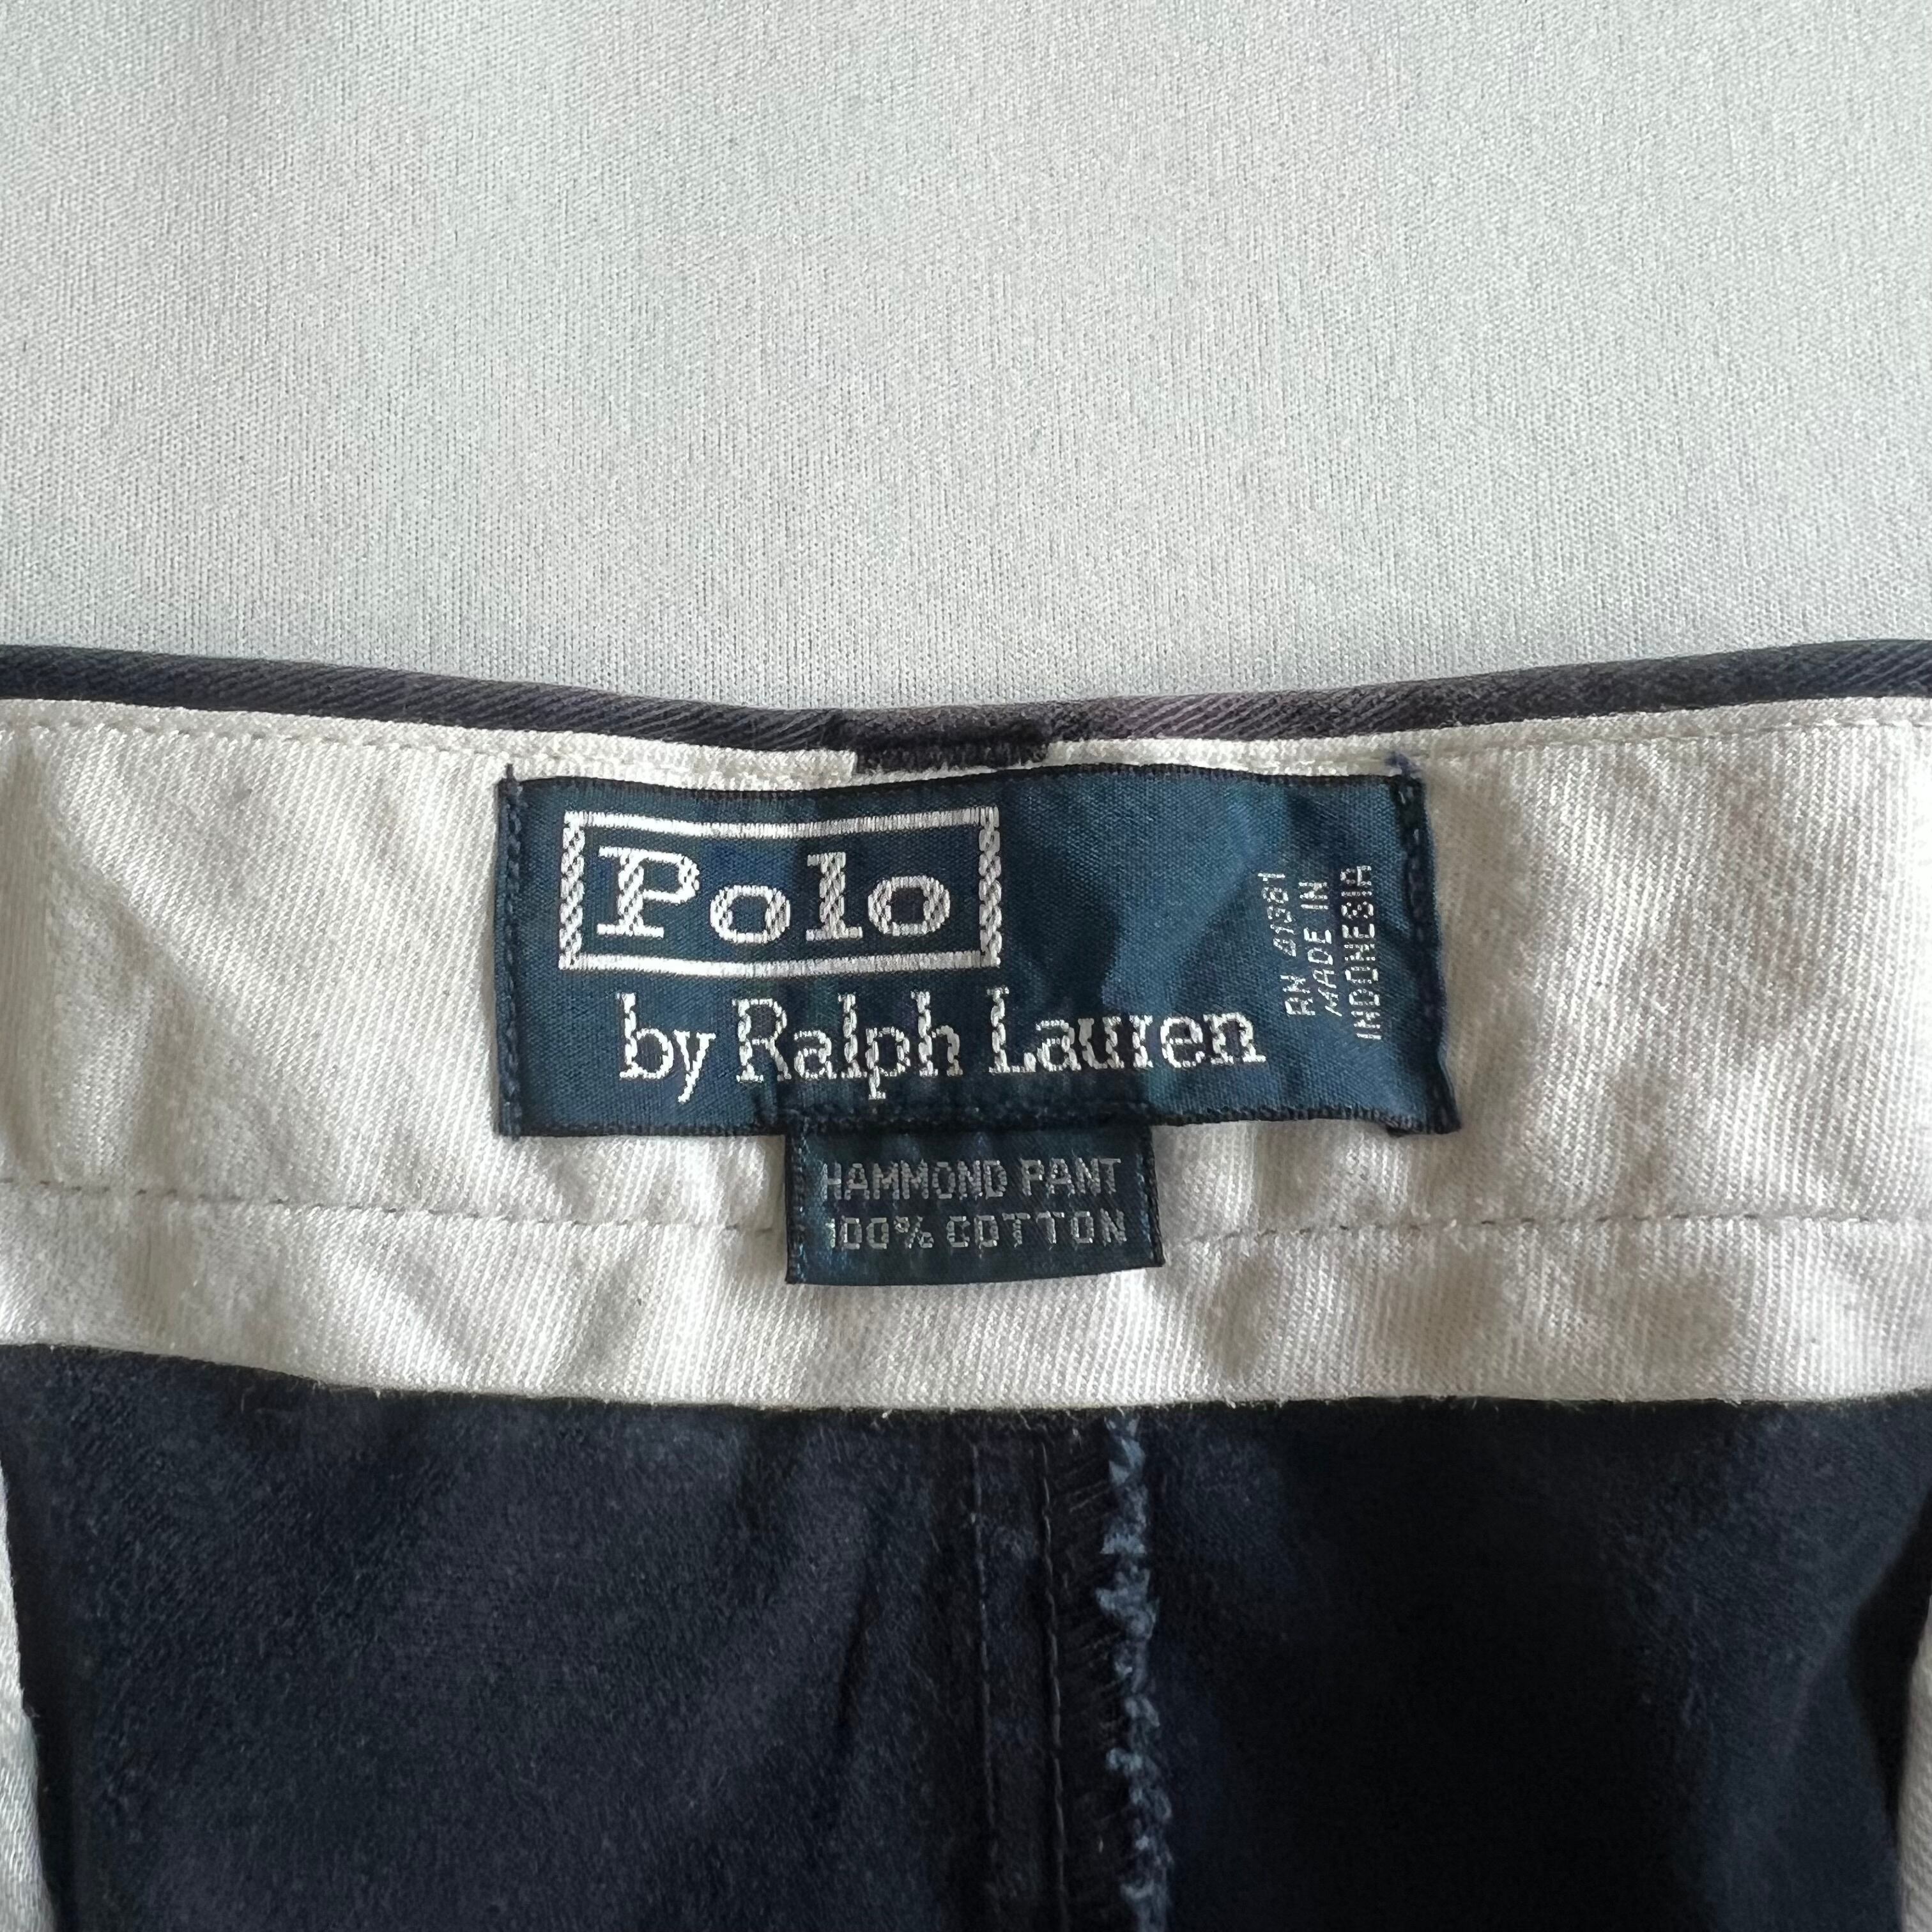 Polo
by Ralph Lauren
RN 41381
MADE IN
INDONESIA
HAMMOND PANT
100% COTTON